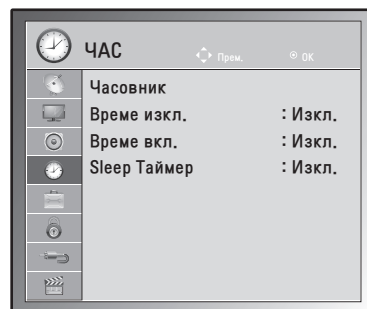 ЧАС Прем. OK
Часовник
Време изкл. : Изкл.
Време вкл. : Изкл.
Sleep Таймер : Изкл.